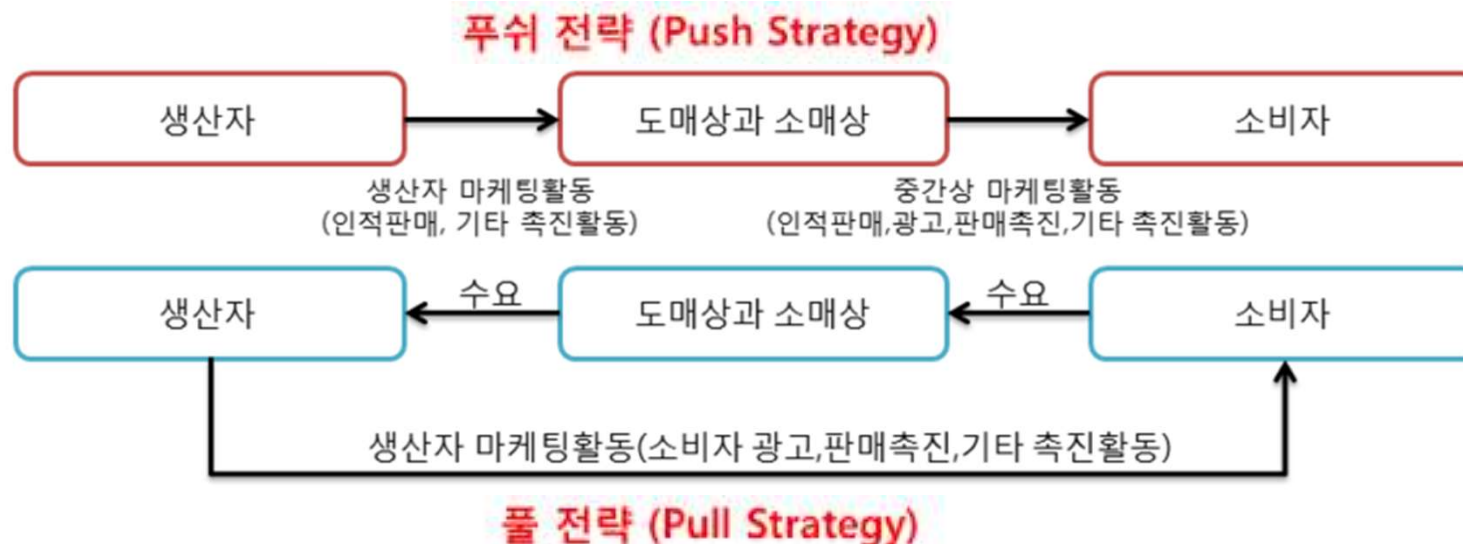 푸쉬 전략 (Push Strategy)
생산자
도매상과 소매상
소비자
생산자 마케팅활동
(인적판매, 기타 촉진활동)
중간상 마케팅활동
(인적판매,광고,판매촉진,기타 촉진활동)
생산자
수요
도매상과 소매상
수요
소비자
생산자 마케팅활동(소비자 광고,판매촉진,기타 촉진활동)
풀 전략 (Pull Strategy)